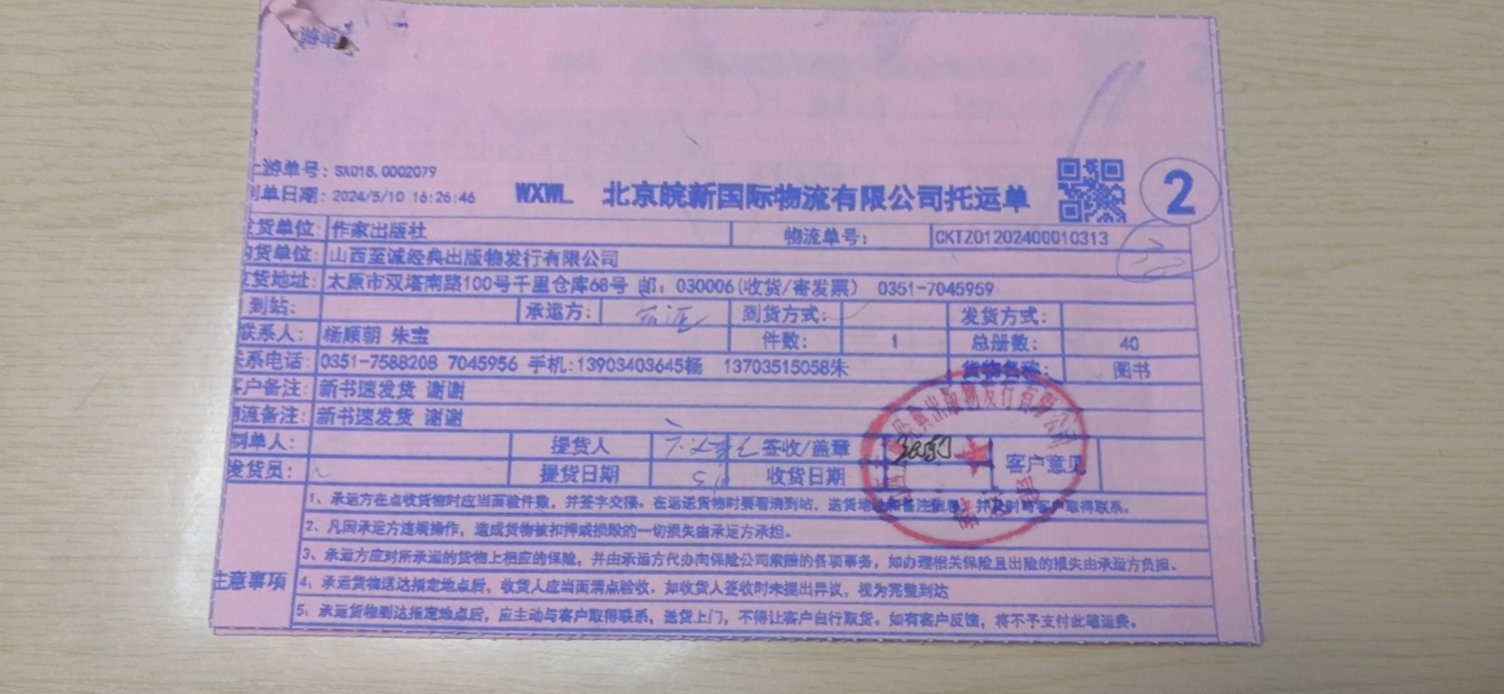 游单
上游单号：SX018.0002079
制单日期：2024/5/10 16:26:46
WXWL 北京皖新国际物流有限公司托运单
2
发货单位：作家出版社 物流单号：CKTZ01202400010313
购货单位：山西至诚经典出版物发行有限公司
收货地址：太原市双塔南路100号千里仓库68号 邮：030006(收货/寄发票) 0351-7045959
到站： 承运方： 到货方式： 发货方式：
联系人：杨顺朝 朱宝 件数：1 总册数：40
联系电话：0351-7588208 7045956 手机:13903403645杨 13703515058朱 货物名称：图书
客户备注：新书速发货 谢谢
物流备注：新书速发货 谢谢
制单人： 提货人 签收/盖章 客户意见
发货员： 提货日期 收货日期
注意事项
1、承运方在点收货物时应当面验件数，并签字交接。在运送货物时要看清到站，送货地址和备注信息，并及时与客户取得联系。
2、凡因承运方违规操作，造成货物被扣押或损毁的一切损失由承运方承担。
3、承运方应对所承运的货物上相应的保险，并由承运方代办向保险公司索赔的各项事务，如办理相关保险且出险的损失由承运方负担。
4、承运货物送达指定地点后，收货人应当面清点验收。如收货人签收时未提出异议，视为完整到达
5、承运货物到达指定地点后，应主动与客户取得联系，送货上门，不得让客户自行取货。如有客户反馈，将不予支付此笔运费。